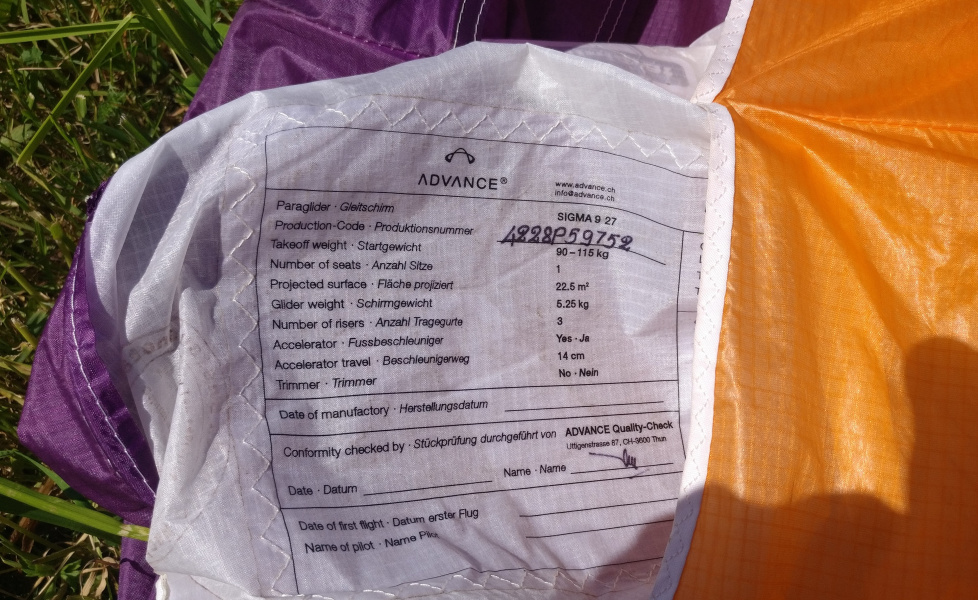 ADVANCE®
www.advance.ch
info@advance.ch
Paraglider · Gleitschirm SIGMA 9 27
Production-Code · Produktionsnummer 4228P59752
Takeoff weight · Startgewicht 90 – 115 kg
Number of seats · Anzahl Sitze 1
Projected surface · Fläche projiziert 22.5 m²
Glider weight · Schirmgewicht 5.25 kg
Number of risers · Anzahl Tragegurte 3
Accelerator · Fussbeschleuniger Yes · Ja
Accelerator travel · Beschleunigerweg 14 cm
Trimmer · Trimmer No · Nein
Date of manufactory · Herstellungsdatum
Conformity checked by · Stückprüfung durchgeführt von ADVANCE Quality-Check
Uttigenstrasse 87, CH-3600 Thun
Name · Name
Date · Datum
Date of first flight · Datum erster Flug
Name of pilot · Name Pilot